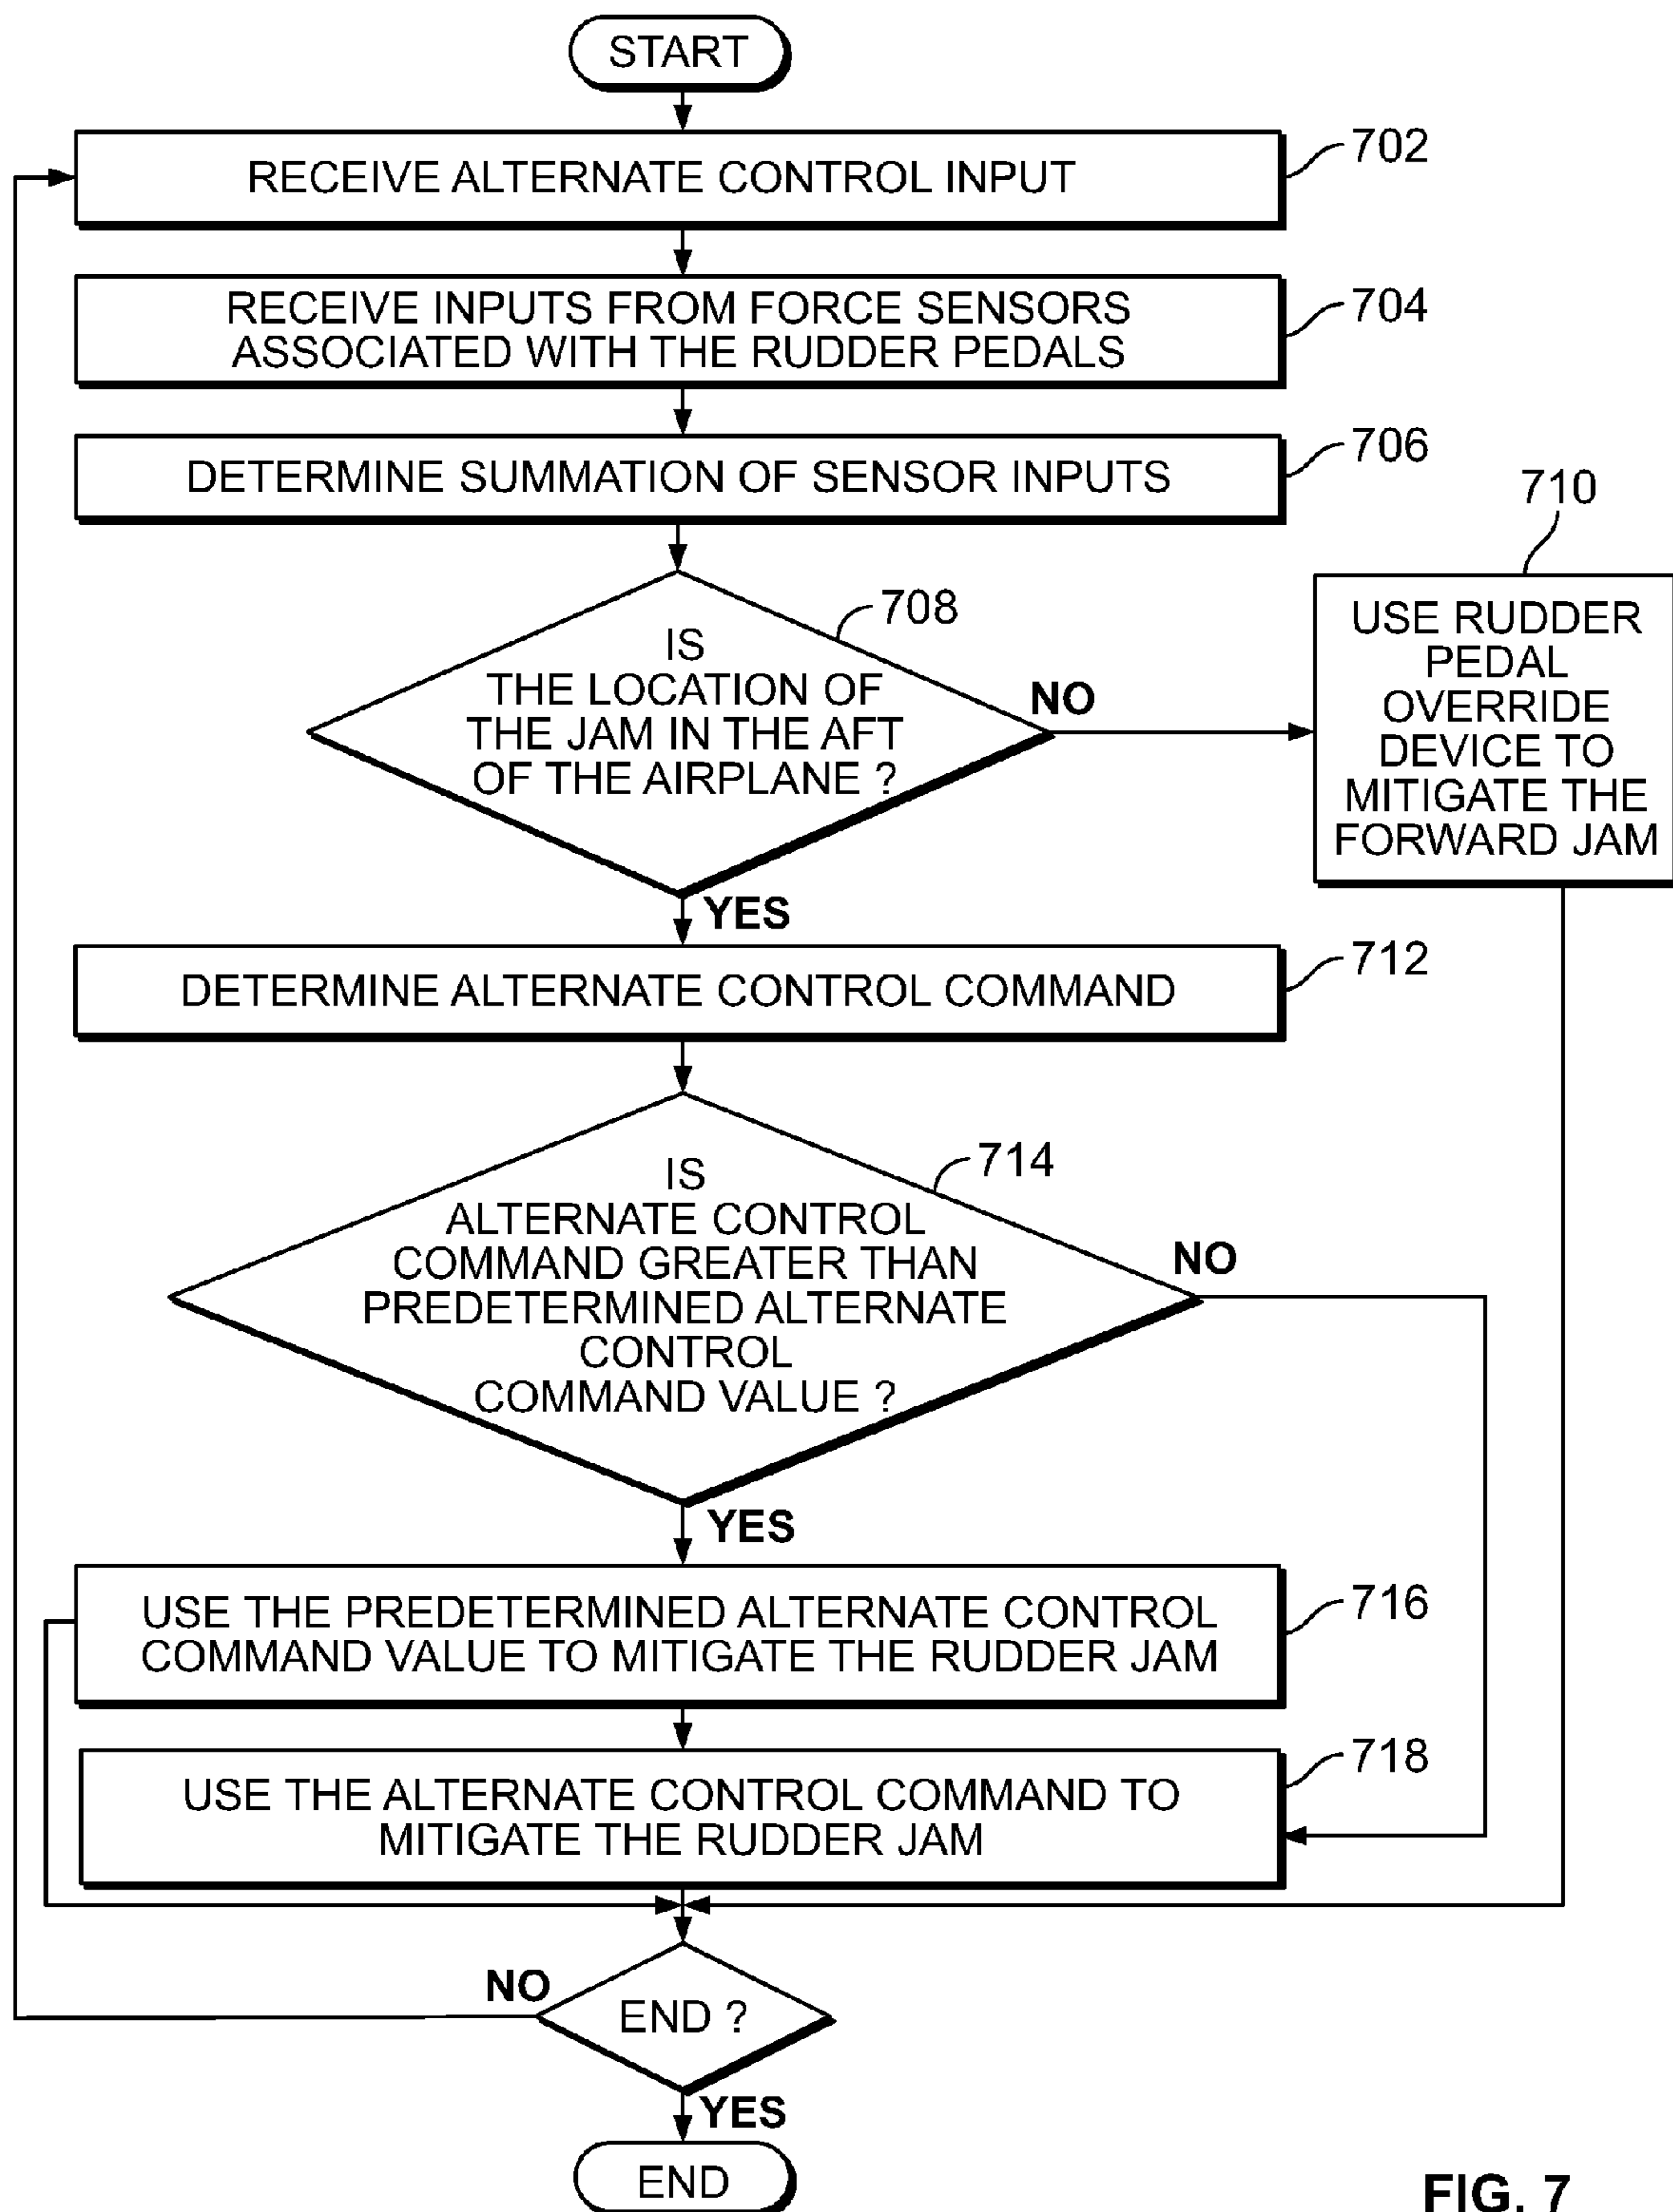 START
RECEIVE ALTERNATE CONTROL INPUT
702
RECEIVE INPUTS FROM FORCE SENSORS
ASSOCIATED WITH THE RUDDER PEDALS
704
DETERMINE SUMMATION OF SENSOR INPUTS
706
708
IS
THE LOCATION OF
THE JAM IN THE AFT
OF THE AIRPLANE ?
NO
YES
710
USE RUDDER
PEDAL
OVERRIDE
DEVICE TO
MITIGATE THE
FORWARD JAM
DETERMINE ALTERNATE CONTROL COMMAND
712
714
IS
ALTERNATE CONTROL
COMMAND GREATER THAN
PREDETERMINED ALTERNATE
CONTROL
COMMAND VALUE ?
NO
YES
USE THE PREDETERMINED ALTERNATE CONTROL
COMMAND VALUE TO MITIGATE THE RUDDER JAM
716
USE THE ALTERNATE CONTROL COMMAND TO
MITIGATE THE RUDDER JAM
718
NO
END ?
YES
END
FIG. 7